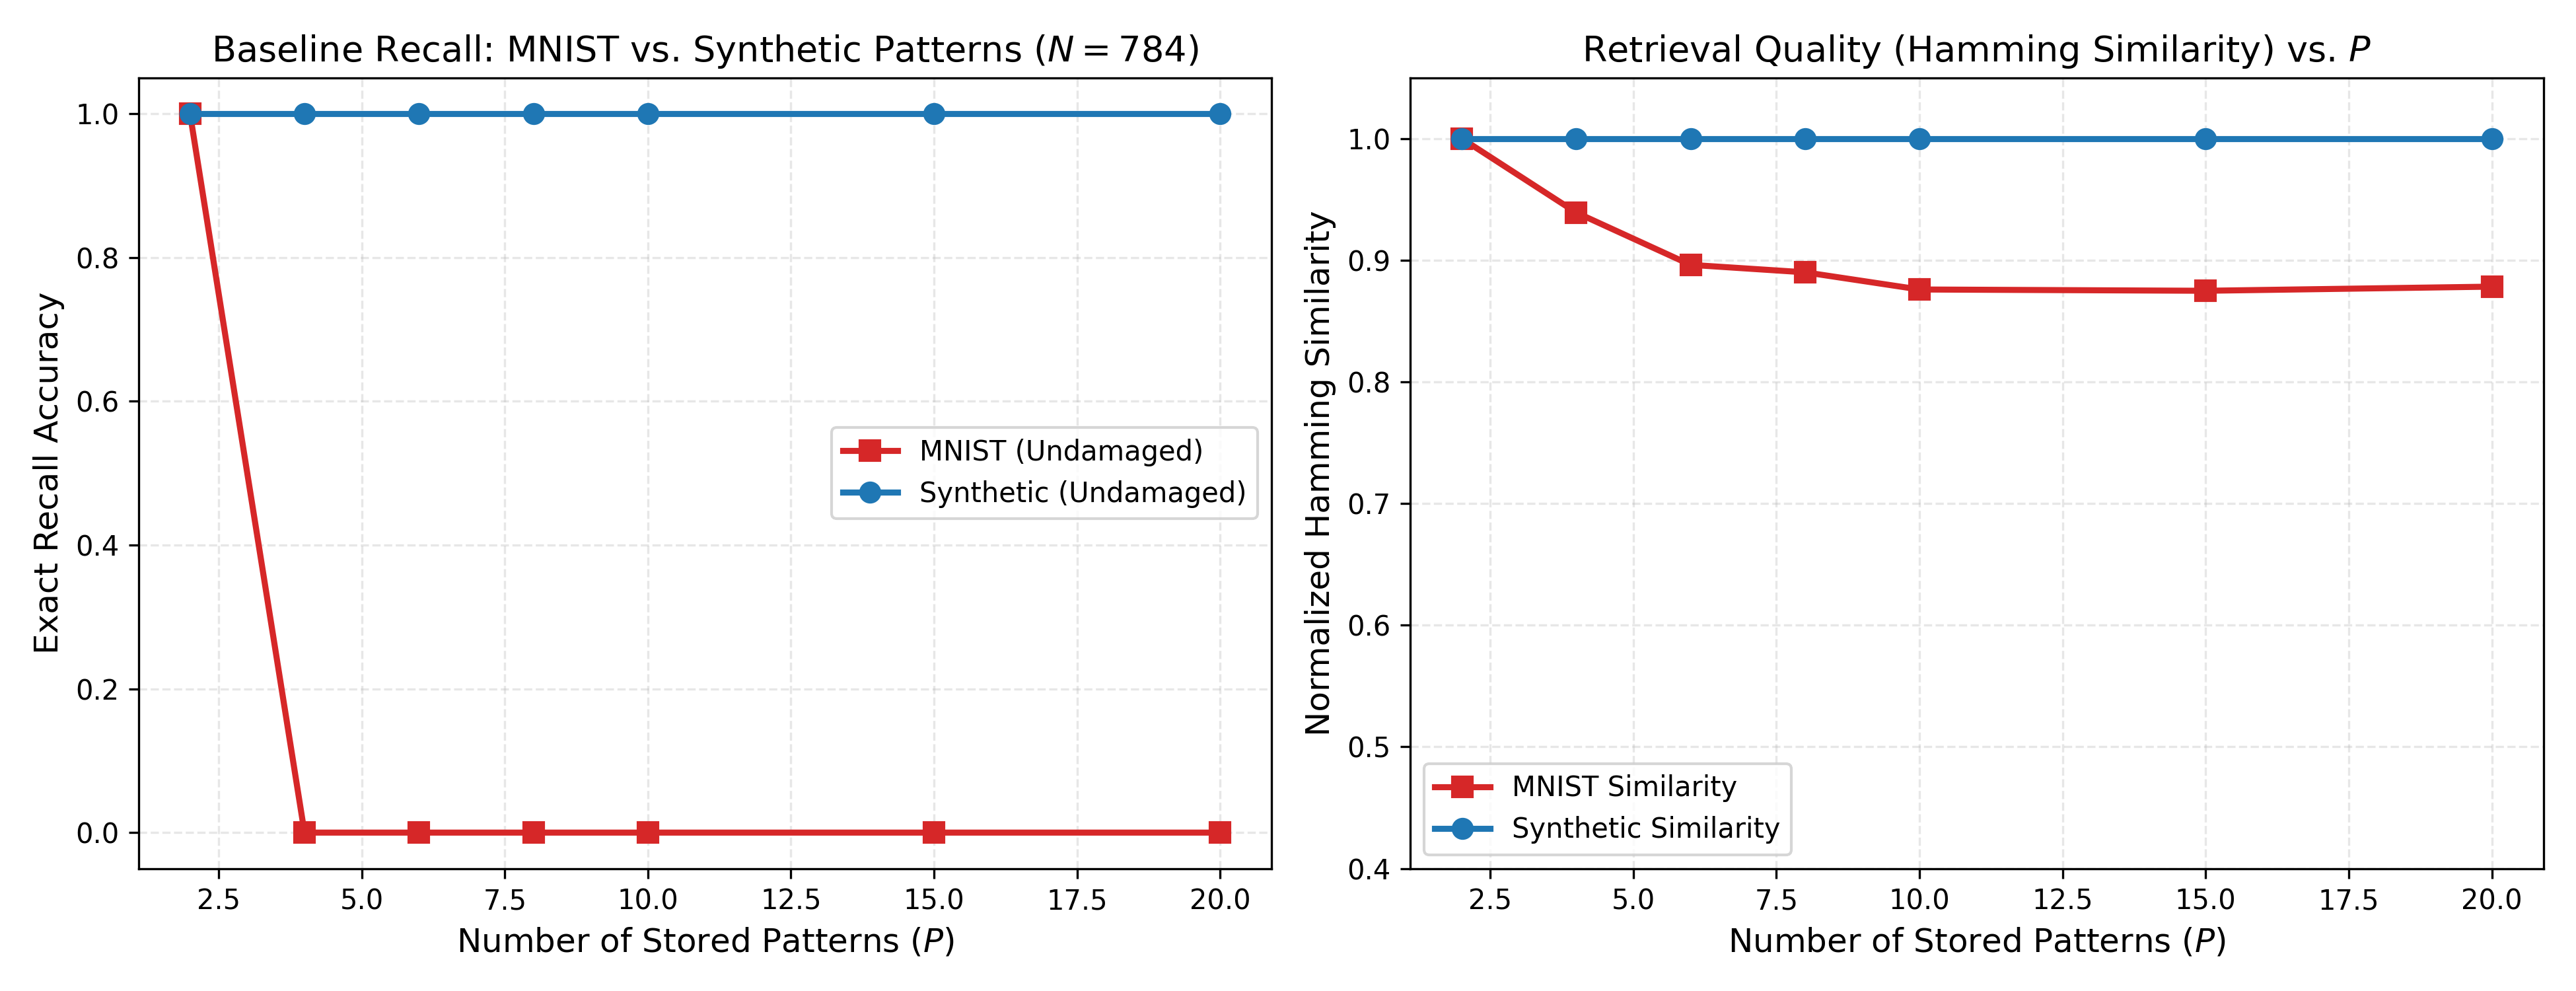 Baseline Recall: MNIST vs. Synthetic Patterns (N = 784)
Exact Recall Accuracy
1.0
0.8
0.6
0.4
0.2
0.0
MNIST (Undamaged)
Synthetic (Undamaged)
2.5 5.0 7.5 10.0 12.5 15.0 17.5 20.0
Number of Stored Patterns (P)
Retrieval Quality (Hamming Similarity) vs. P
Normalized Hamming Similarity
1.0
0.9
0.8
0.7
0.6
0.5
0.4
MNIST Similarity
Synthetic Similarity
2.5 5.0 7.5 10.0 12.5 15.0 17.5 20.0
Number of Stored Patterns (P)